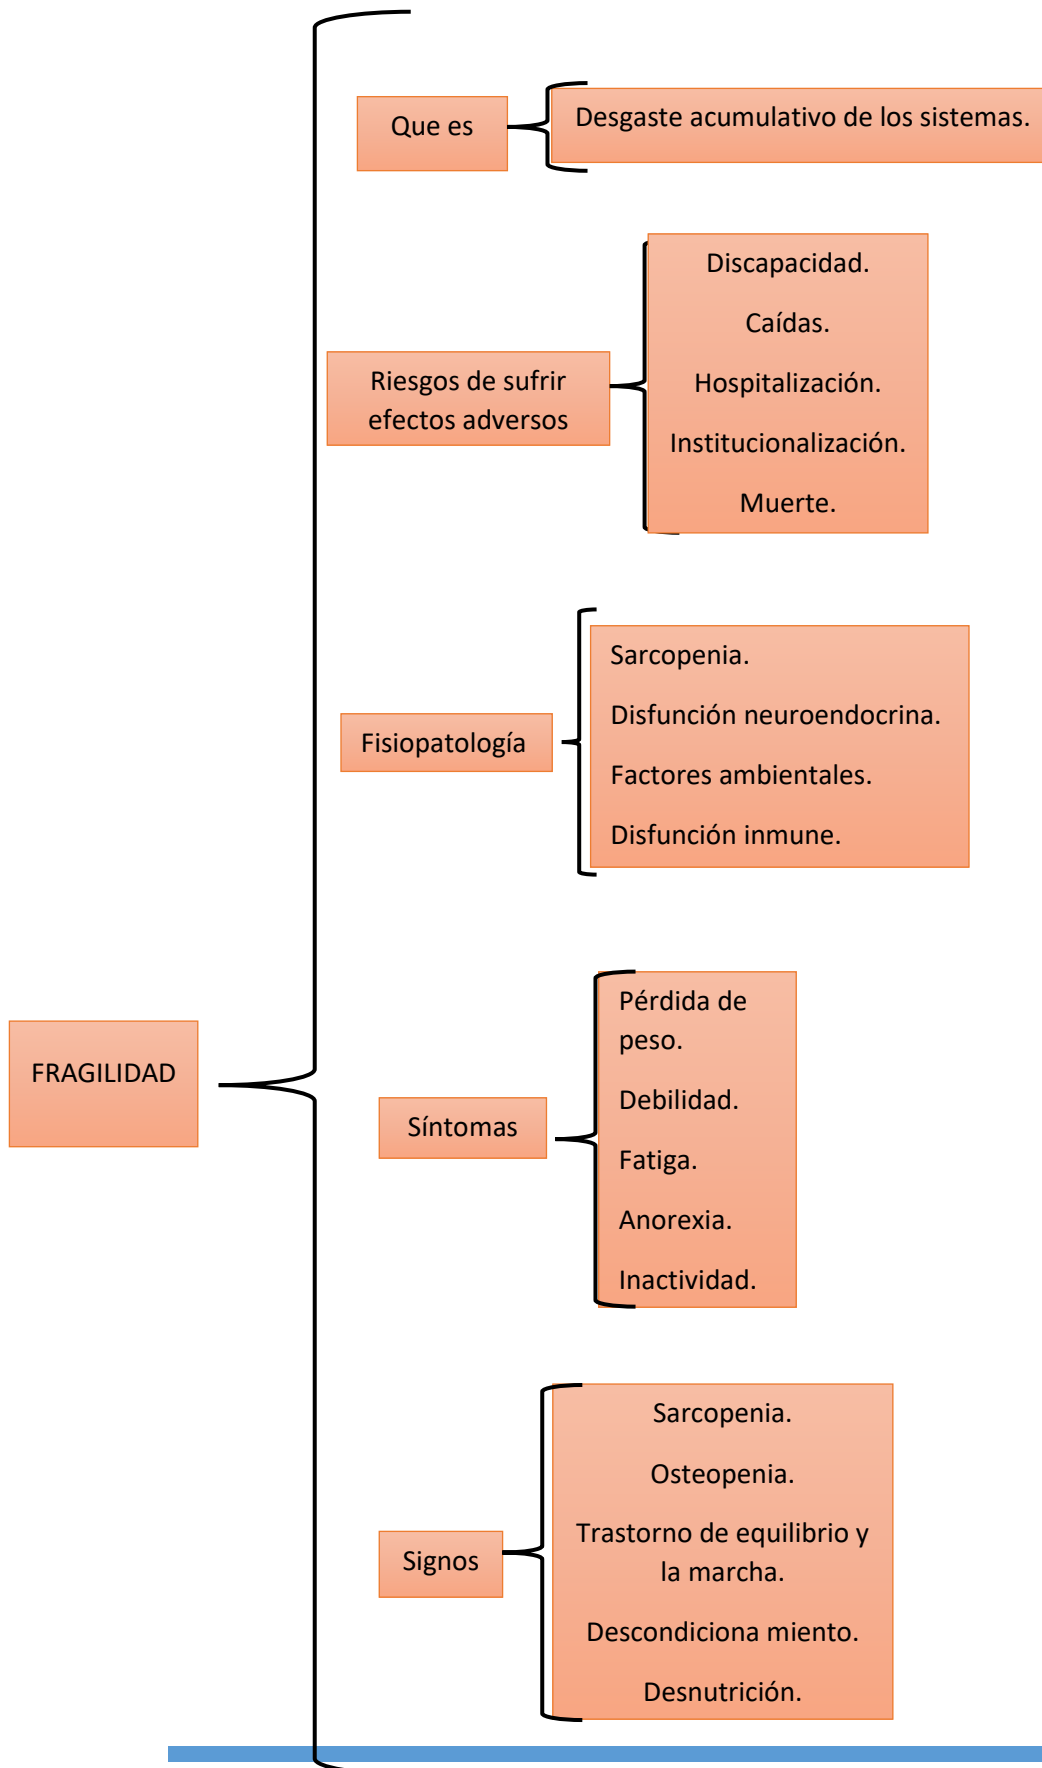 Que es
Desgaste acumulativo de los sistemas.
Riesgos de sufrir
efectos adversos
Discapacidad.
Caídas.
Hospitalización.
Institucionalización.
Muerte.
Fisiopatología
Sarcopenia.
Disfunción neuroendocrina.
Factores ambientales.
Disfunción inmune.
FRAGILIDAD
Síntomas
Pérdida de
peso.
Debilidad.
Fatiga.
Anorexia.
Inactividad.
Signos
Sarcopenia.
Osteopenia.
Trastorno de equilibrio y
la marcha.
Descondiciona miento.
Desnutrición.